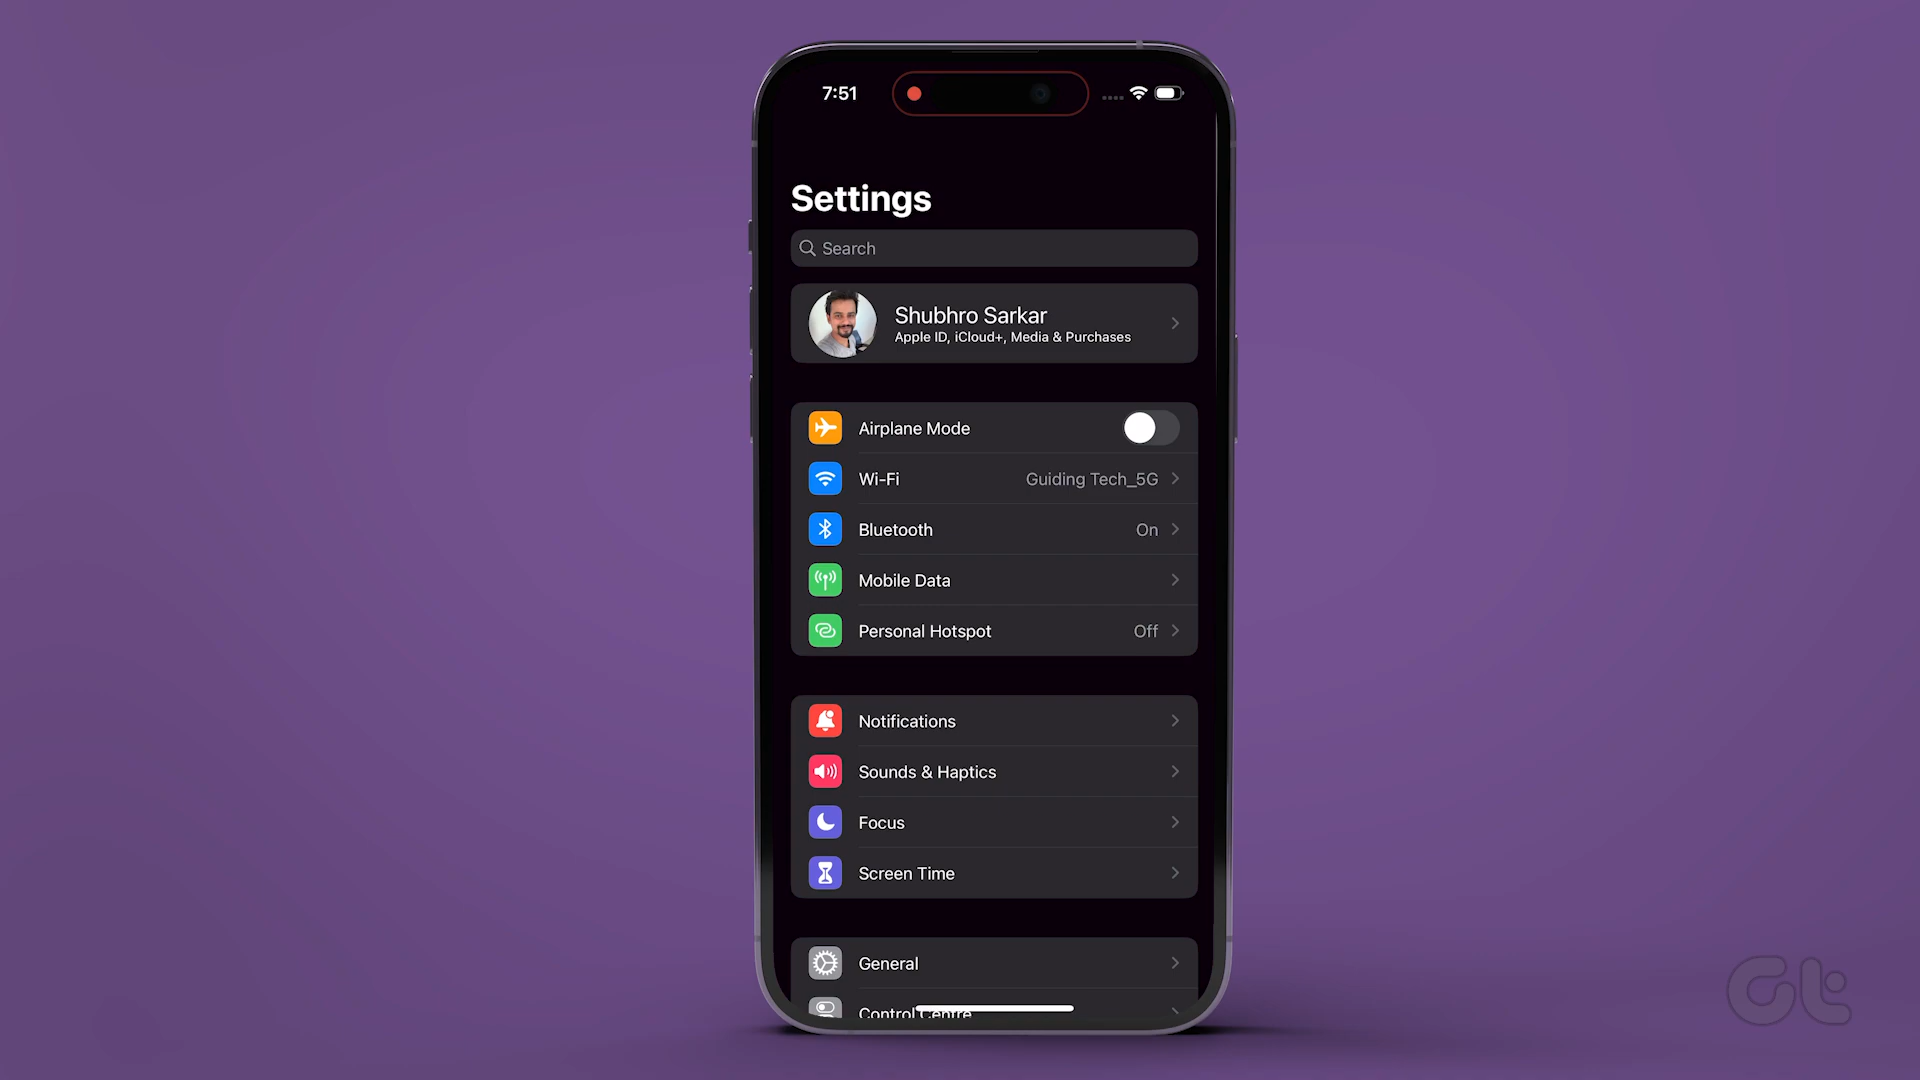 7:51
Settings
Search
Shubhro Sarkar
Apple ID, iCloud+, Media & Purchases
Airplane Mode
Wi-Fi Guiding Tech_5G
Bluetooth On
Mobile Data
Personal Hotspot Off
Notifications
Sounds & Haptics
Focus
Screen Time
General
Control Centre
Gt